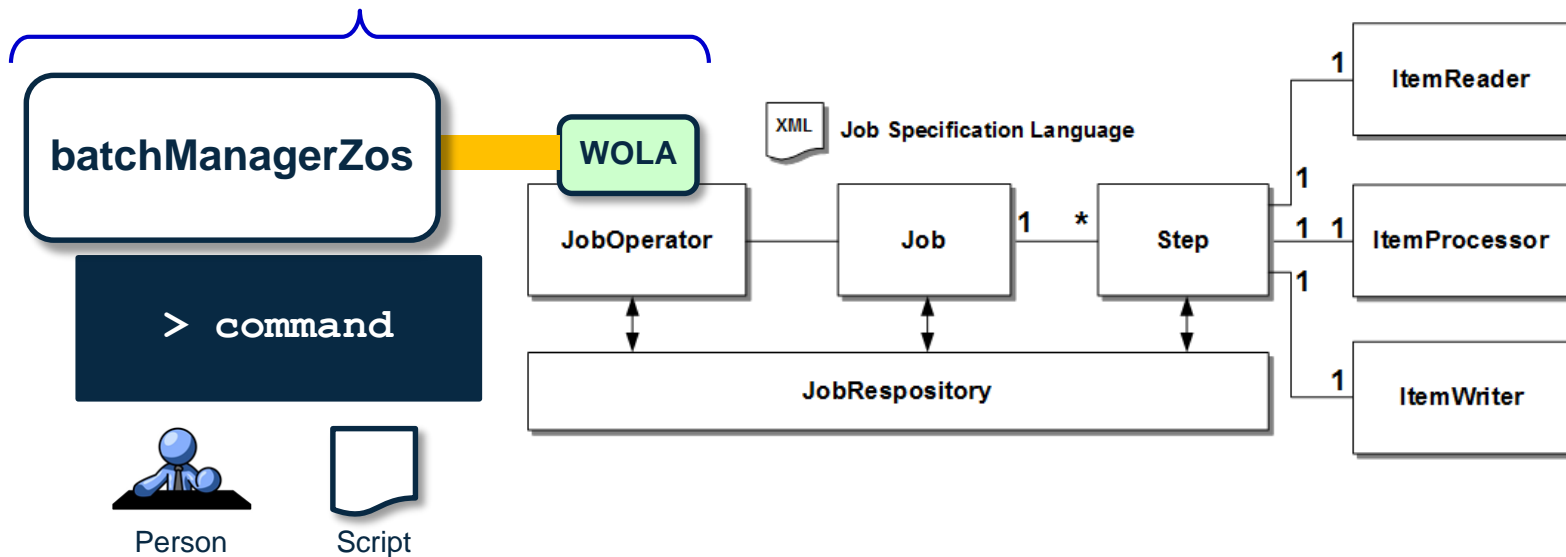 batchManagerZos
WOLA
> command
Person
Script
XML
Job Specification Language
JobOperator
Job
1
*
Step
JobRespository
1
1
ItemReader
1
1
ItemProcessor
1
1
ItemWriter